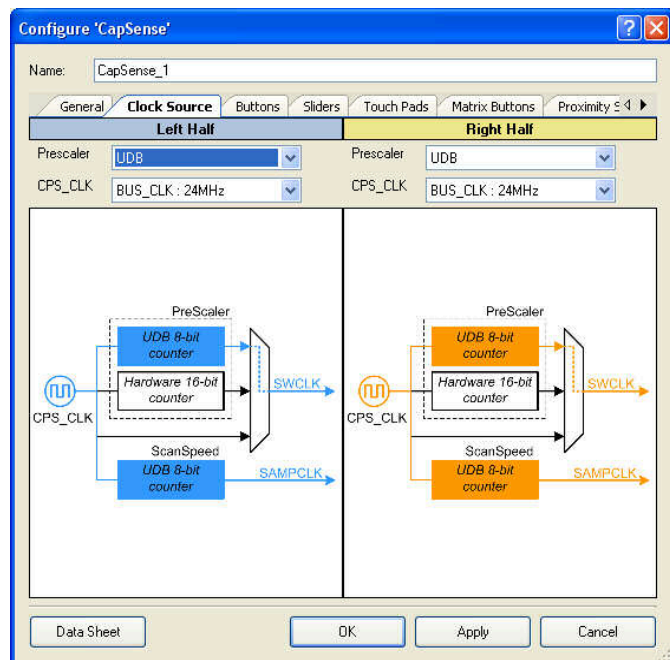 Configure 'CapSense'
Name: CapSense_1
General Clock Source Buttons Sliders Touch Pads Matrix Buttons Proximity S
Left Half Right Half
Prescaler UDB Prescaler UDB
CPS_CLK BUS_CLK : 24MHz CPS_CLK BUS_CLK : 24MHz
PreScaler
UDB 8-bit
counter
Hardware 16-bit
counter
SWCLK
CPS_CLK
ScanSpeed
UDB 8-bit
counter
SAMPCLK
PreScaler
UDB 8-bit
counter
Hardware 16-bit
counter
SWCLK
CPS_CLK
ScanSpeed
UDB 8-bit
counter
SAMPCLK
Data Sheet OK Apply Cancel